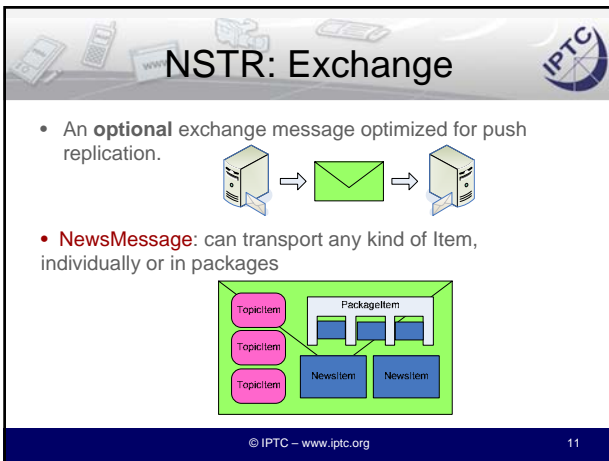 NSTR: Exchange
IPTC
www
• An optional exchange message optimized for push
replication.
• NewsMessage: can transport any kind of Item,
individually or in packages
TopicItem
PackageItem
TopicItem
TopicItem
NewsItem
NewsItem
© IPTC – www.iptc.org
11